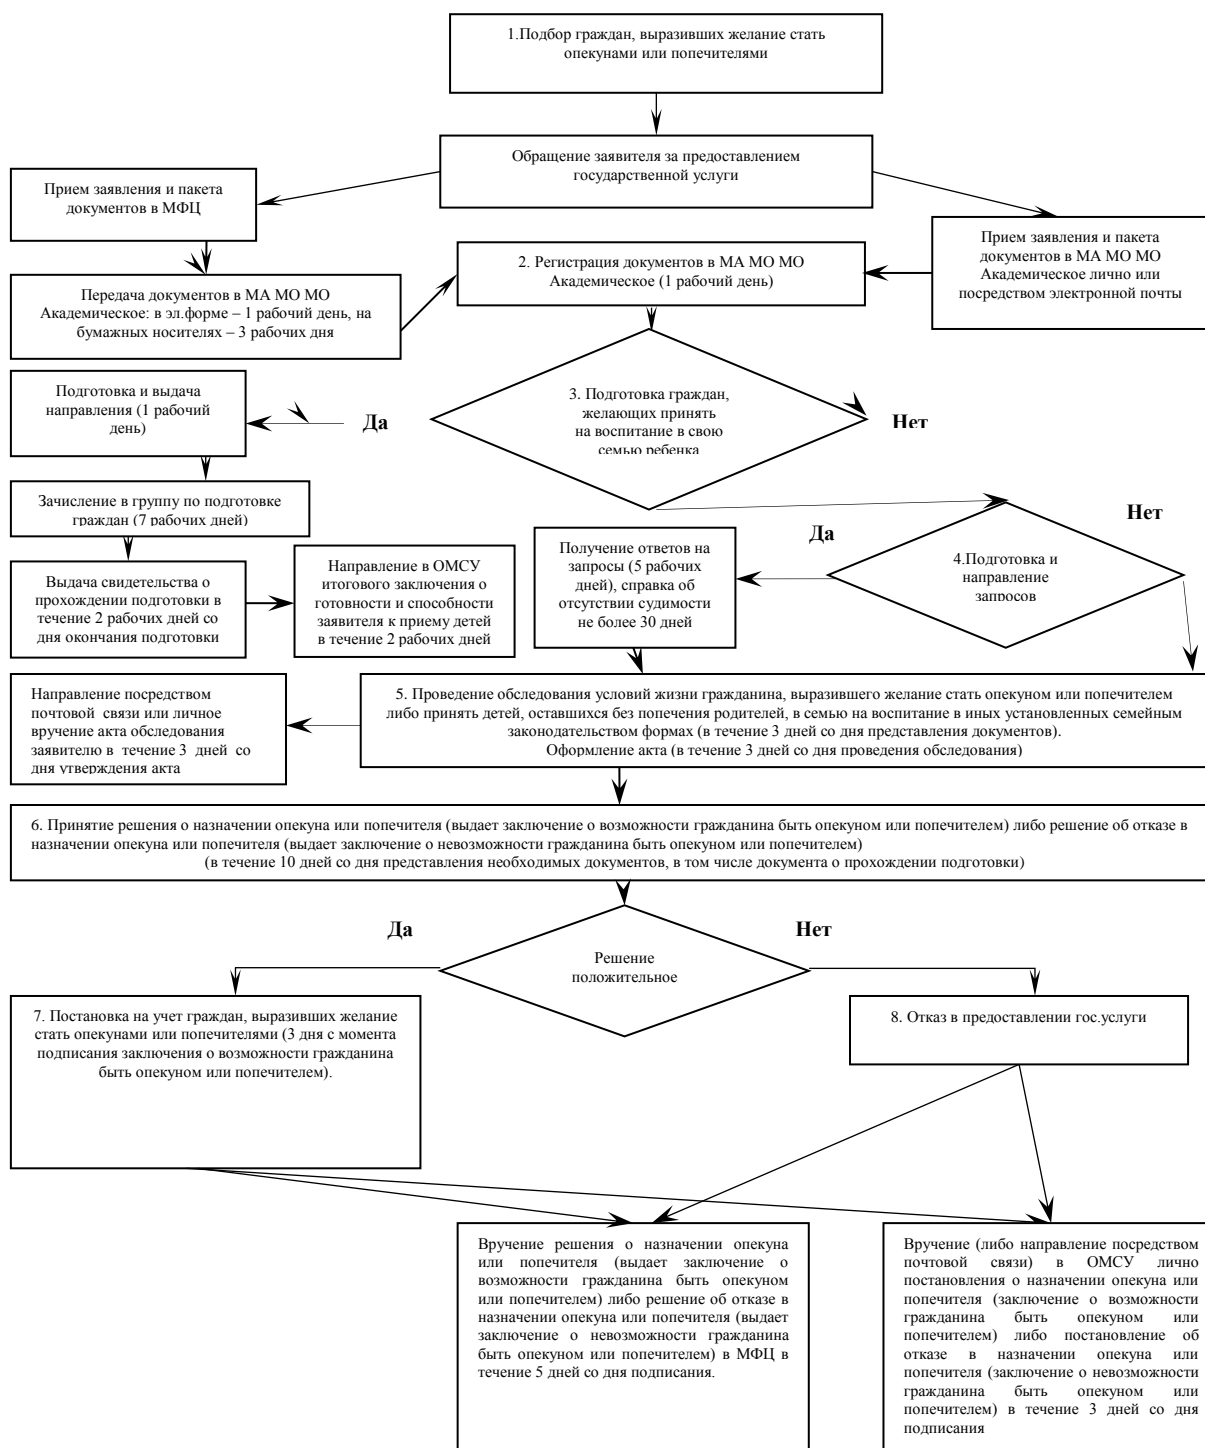 1.Подбор граждан, выразивших желание стать
опекунами или попечителями
Обращение заявителя за предоставлением
государственной услуги
Прием заявления и пакета
документов в МФЦ
Прием заявления и пакета
документов в МА МО МО
Академическое лично или
посредством электронной почты
2. Регистрация документов в МА МО МО
Академическое (1 рабочий день)
Передача документов в МА МО МО
Академическое: в эл.форме – 1 рабочий день, на
бумажных носителях – 3 рабочих дня
3. Подготовка граждан,
желающих принять
на воспитание в свою
семью ребенка
Да
Нет
Подготовка и выдача
направления (1 рабочий
день)
Зачисление в группу по подготовке
граждан (7 рабочих дней)
Выдача свидетельства о
прохождении подготовки в
течение 2 рабочих дней со
дня окончания подготовки
Направление в ОМСУ
итогового заключения о
готовности и способности
заявителя к приему детей
в течение 2 рабочих дней
Получение ответов на
запросы (5 рабочих
дней), справка об
отсутствии судимости
не более 30 дней
Да
Нет
4.Подготовка и
направление
запросов
Направление посредством
почтовой связи или личное
вручение акта обследования
заявителю в течение 3 дней со
дня утверждения акта
5. Проведение обследования условий жизни гражданина, выразившего желание стать опекуном или попечителем
либо принять детей, оставшихся без попечения родителей, в семью на воспитание в иных установленных семейным
законодательством формах (в течение 3 дней со дня представления документов).
Оформление акта (в течение 3 дней со дня проведения обследования)
6. Принятие решения о назначении опекуна или попечителя (выдает заключение о возможности гражданина быть опекуном или попечителем) либо решение об отказе в
назначении опекуна или попечителя (выдает заключение о невозможности гражданина быть опекуном или попечителем)
(в течение 10 дней со дня представления необходимых документов, в том числе документа о прохождении подготовки)
Да
Нет
Решение
положительное
7. Постановка на учет граждан, выразивших желание
стать опекунами или попечителями (3 дня с момента
подписания заключения о возможности гражданина
быть опекуном или попечителем).
8. Отказ в предоставлении гос.услуги
Вручение решения о назначении опекуна
или попечителя (выдает заключение о
возможности гражданина быть опекуном
или попечителем) либо решение об отказе в
назначении опекуна или попечителя (выдает
заключение о невозможности гражданина
быть опекуном или попечителем) в МФЦ в
течение 5 дней со дня подписания.
Вручение (либо направление посредством
почтовой связи) в ОМСУ лично
постановления о назначении опекуна или
попечителя (заключение о возможности
гражданина быть опекуном или
попечителем) либо постановление об
отказе в назначении опекуна или
попечителя (заключение о невозможности
гражданина быть опекуном или
попечителем) в течение 3 дней со дня
подписания